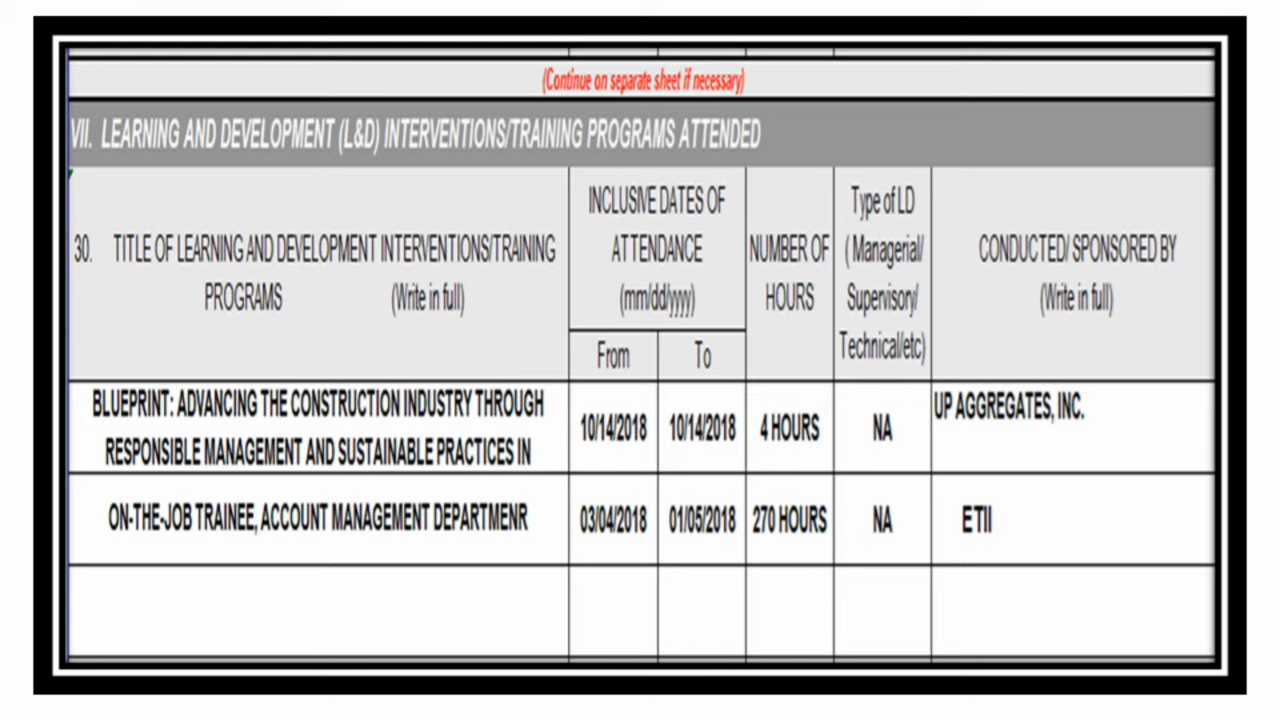 (Continue on separate sheet if necessary)
VII. LEARNING AND DEVELOPMENT (L&D) INTERVENTIONS/TRAINING PROGRAMS ATTENDED
30. TITLE OF LEARNING AND DEVELOPMENT INTERVENTIONS/TRAINING
PROGRAMS (Write in full)
INCLUSIVE DATES OF
ATTENDANCE
(mm/dd/yyyy)
From To
NUMBER OF
HOURS
Type of LD
( Managerial/
Supervisory/
Technical/etc)
CONDUCTED/ SPONSORED BY
(Write in full)
BLUEPRINT: ADVANCING THE CONSTRUCTION INDUSTRY THROUGH
RESPONSIBLE MANAGEMENT AND SUSTAINABLE PRACTICES IN
10/14/2018 10/14/2018 4 HOURS NA UP AGGREGATES, INC.
ON-THE-JOB TRAINEE, ACCOUNT MANAGEMENT DEPARTMENR 03/04/2018 01/05/2018 270 HOURS NA ETII